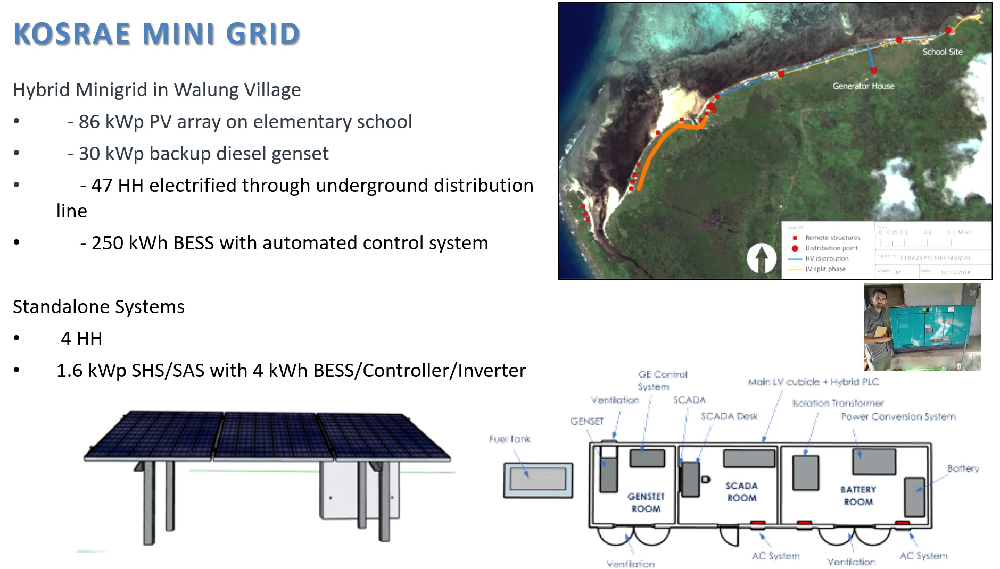 KOSRAE MINI GRID
Hybrid Minigrid in Walung Village
• - 86 kWp PV array on elementary school
• - 30 kWp backup diesel genset
• - 47 HH electrified through underground distribution
line
• - 250 kWh BESS with automated control system
Standalone Systems
• 4 HH
• 1.6 kWp SHS/SAS with 4 kWh BESS/Controller/Inverter
School Site
Generator House
Legend
Remote structures
Distribution point
HV distrbution
LV split phase
Scale
0 0.05 0.1 0.2 0.3 Miles
Figure no. E306525-P513363-GIS02-01
Drawn JM
Date 12/10/2018
GE Control
System
Main LV cubicle + Hybrid PLC
Ventilation
SCADA
Isolation Transformer
GENSET
SCADA Desk
Power Conversion System
Fuel Tank
Battery
GENSTET
ROOM
SCADA
ROOM
BATTERY
ROOM
Ventilation
AC System
Ventilation
AC System